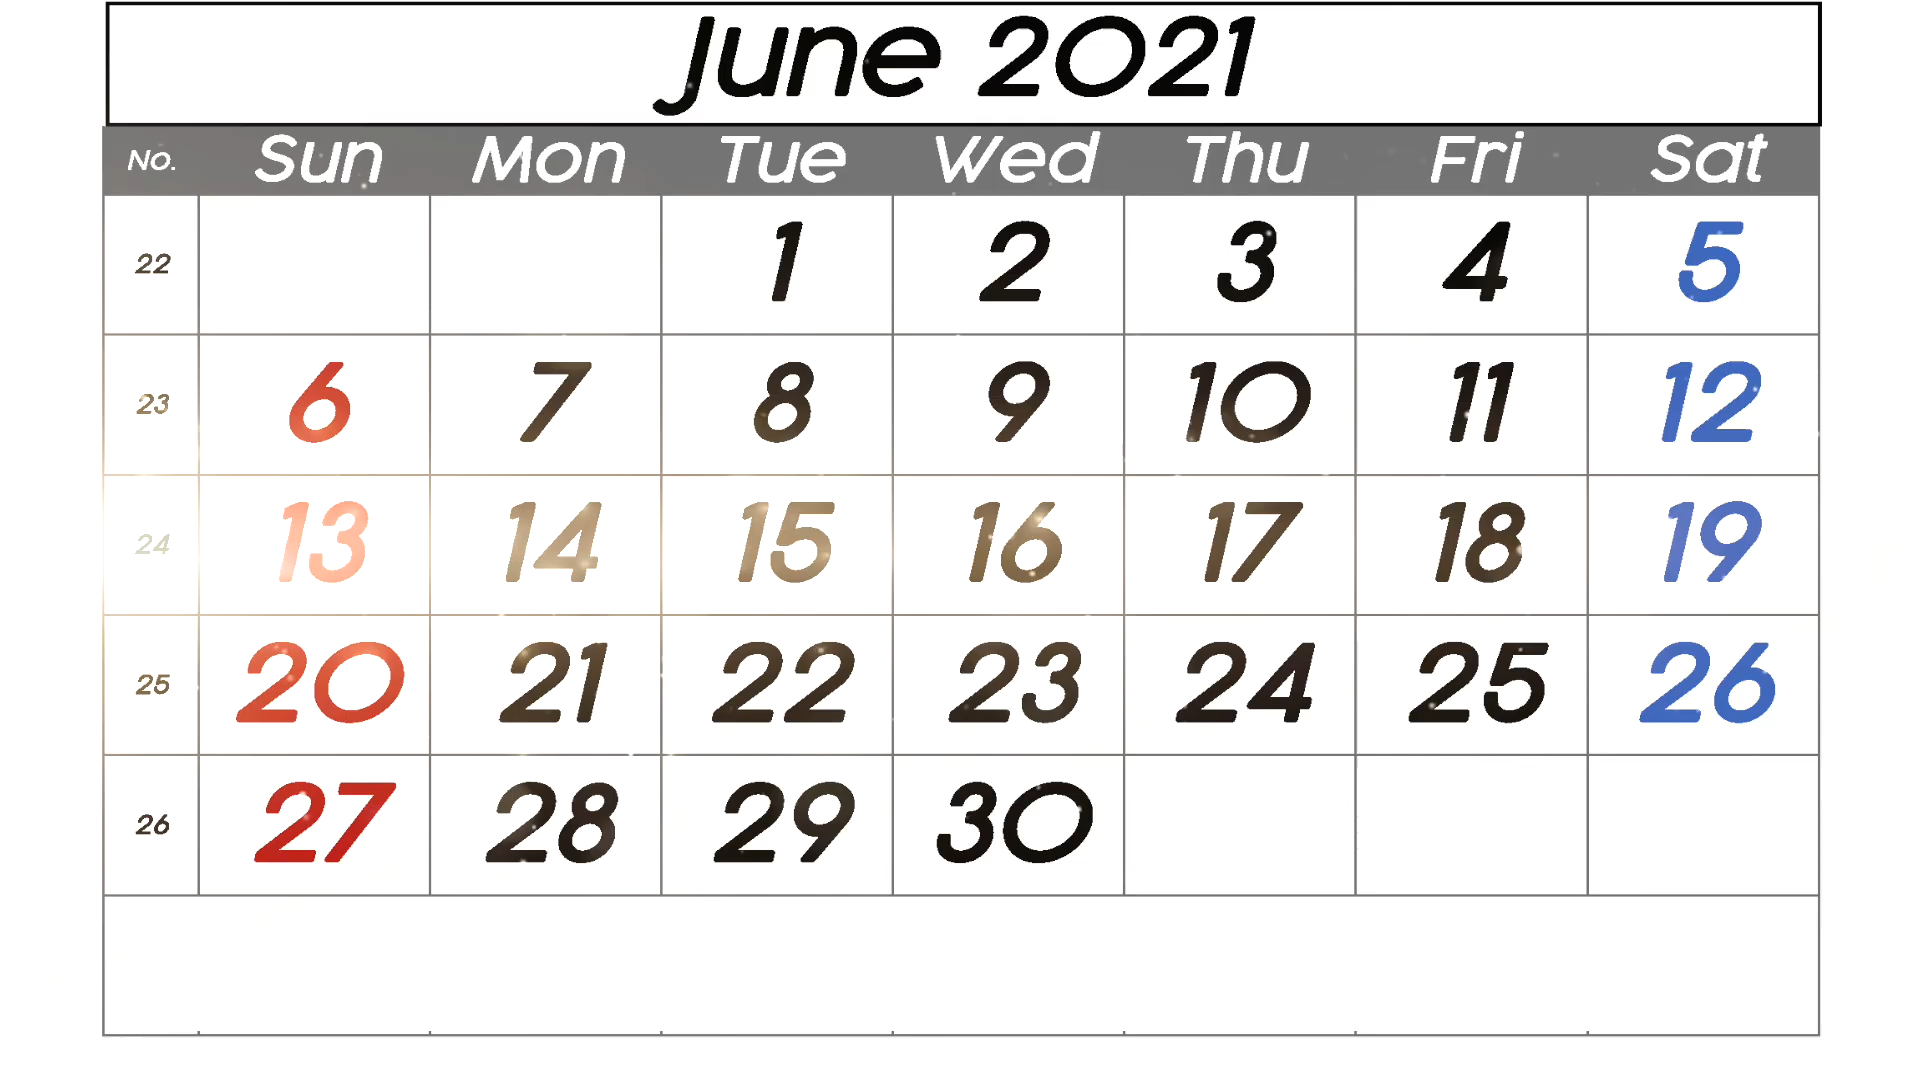 June 2021
No. Sun Mon Tue Wed Thu Fri Sat
22 1 2 3 4 5
23 6 7 8 9 10 11 12
24 13 14 15 16 17 18 19
25 20 21 22 23 24 25 26
26 27 28 29 30